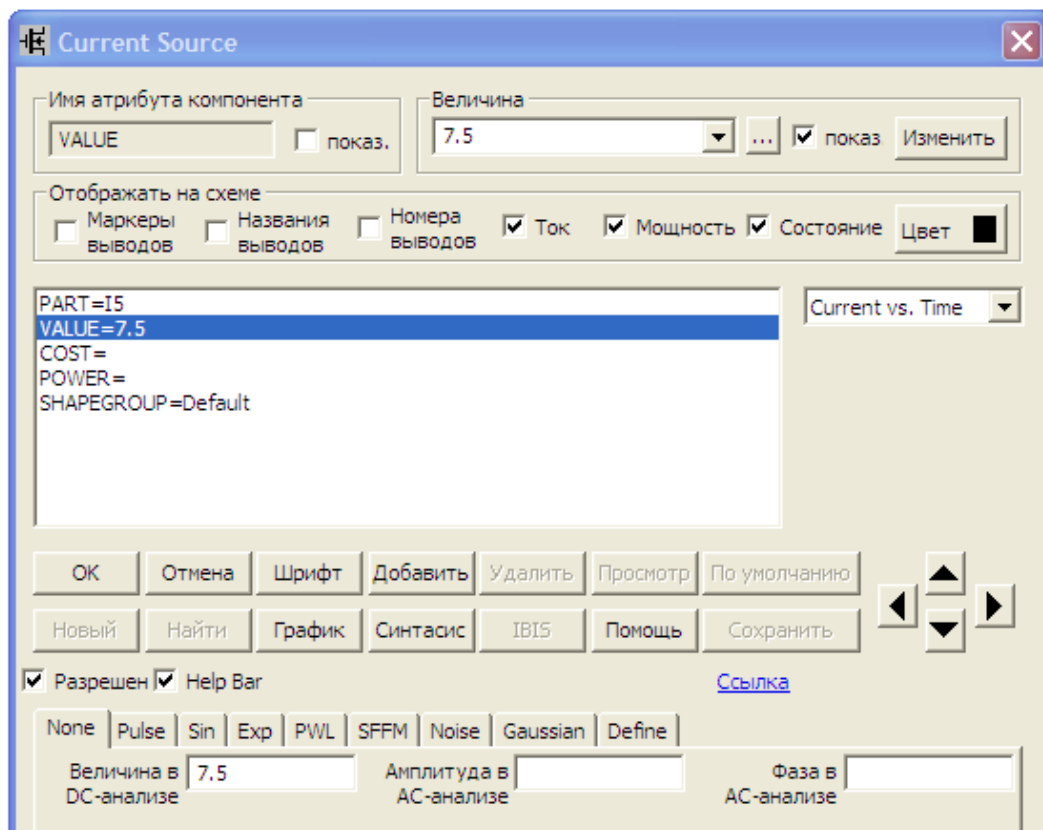 Current Source
Имя атрибута компонента
Величина
VALUE
показ.
7.5
...
показ
Изменить
Отображать на схеме
Маркеры
выводов
Названия
выводов
Номера
выводов
Ток
Мощность
Состояние
Цвет
PART=I5
VALUE=7.5
COST=
POWER=
SHAPEGROUP=Default
Current vs. Time
OK
Отмена
Шрифт
Добавить
Удалить
Просмотр
По умолчанию
Новый
Найти
График
Синтасис
IBIS
Помощь
Сохранить
Разрешен
Help Bar
Ссылка
None
Pulse
Sin
Exp
PWL
SFFM
Noise
Gaussian
Define
Величина в
DC-анализе
7.5
Амплитуда в
AC-анализе
Фаза в
AC-анализе